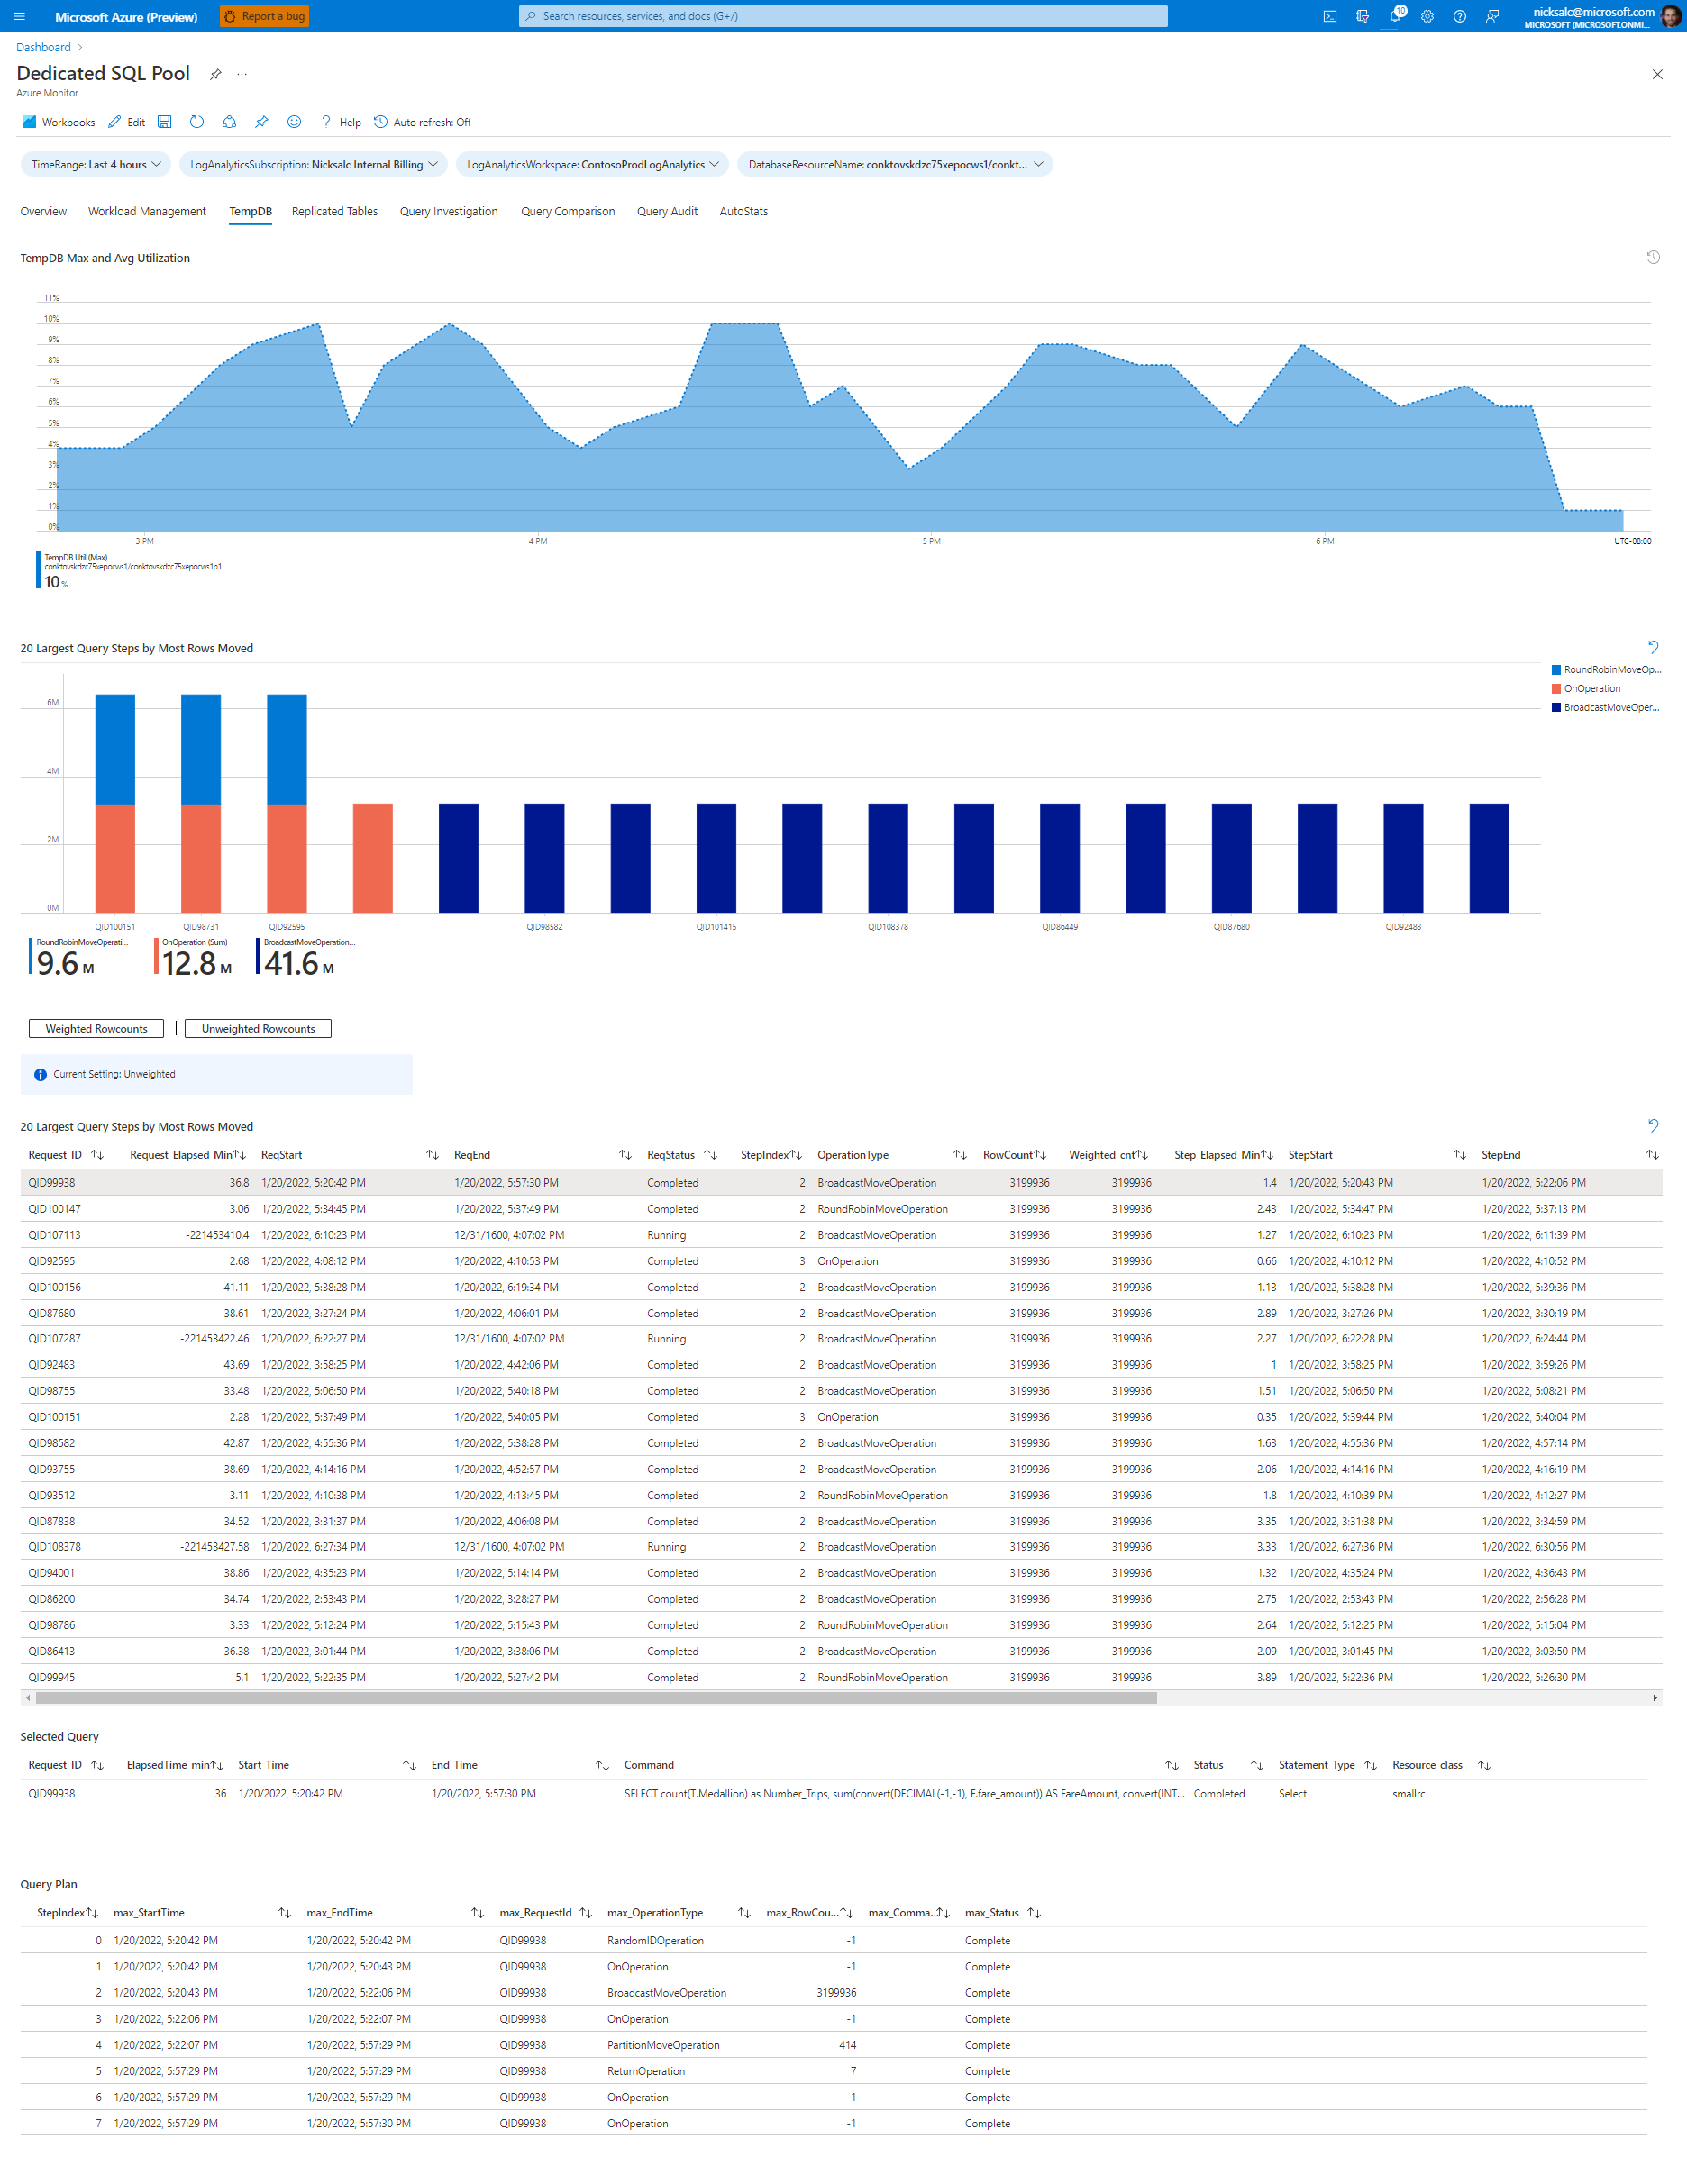 Microsoft Azure (Preview)
Report a bug
Search resources, services, and docs (G+/)
10
nicksalc@microsoft.com
MICROSOFT (MICROSOFT.ONMI...
Dashboard
Dedicated SQL Pool
Azure Monitor
Workbooks Edit Help Auto refresh: Off
TimeRange: Last 4 hours
LogAnalyticsSubscription: Nicksalc Internal Billing
LogAnalyticsWorkspace: ContosoProdLogAnalytics
DatabaseResourceName: conktovskdzc75xepocws1/conkt...
Overview Workload Management TempDB Replicated Tables Query Investigation Query Comparison Query Audit AutoStats
TempDB Max and Avg Utilization
11%
10%
9%
8%
7%
6%
5%
4%
3%
2%
1%
0%
3 PM 4 PM 5 PM 6 PM UTC-08:00
TempDB Util (Max)
conktovskdzc75xepocws1/conktovskdzc75xepocws1p1
10 %
20 Largest Query Steps by Most Rows Moved
RoundRobinMoveOp...
OnOperation
BroadcastMoveOper...
6M
4M
2M
0M
QID100151 QID98731 QID92595 QID98582 QID101415 QID108378 QID86449 QID87680 QID92483
RoundRobinMoveOperati... OnOperation (Sum) BroadcastMoveOperation...
9.6 M 12.8 M 41.6 M
Weighted Rowcounts | Unweighted Rowcounts
Current Setting: Unweighted
20 Largest Query Steps by Most Rows Moved
Request_ID Request_Elapsed_Min ReqStart ReqEnd ReqStatus StepIndex OperationType RowCount Weighted_cnt Step_Elapsed_Min StepStart StepEnd
QID99938 36.8 1/20/2022, 5:20:42 PM 1/20/2022, 5:57:30 PM Completed 2 BroadcastMoveOperation 3199936 3199936 1.4 1/20/2022, 5:20:43 PM 1/20/2022, 5:22:06 PM
QID100147 3.06 1/20/2022, 5:34:45 PM 1/20/2022, 5:37:49 PM Completed 2 RoundRobinMoveOperation 3199936 3199936 2.43 1/20/2022, 5:34:47 PM 1/20/2022, 5:37:13 PM
QID107113 -221453410.4 1/20/2022, 6:10:23 PM 12/31/1600, 4:07:02 PM Running 2 BroadcastMoveOperation 3199936 3199936 1.27 1/20/2022, 6:10:23 PM 1/20/2022, 6:11:39 PM
QID92595 2.68 1/20/2022, 4:08:12 PM 1/20/2022, 4:10:53 PM Completed 3 OnOperation 3199936 3199936 0.66 1/20/2022, 4:10:12 PM 1/20/2022, 4:10:52 PM
QID100156 41.11 1/20/2022, 5:38:28 PM 1/20/2022, 6:19:34 PM Completed 2 BroadcastMoveOperation 3199936 3199936 1.13 1/20/2022, 5:38:28 PM 1/20/2022, 5:39:36 PM
QID87680 38.61 1/20/2022, 3:27:24 PM 1/20/2022, 4:06:01 PM Completed 2 BroadcastMoveOperation 3199936 3199936 2.89 1/20/2022, 3:27:26 PM 1/20/2022, 3:30:19 PM
QID107287 -221453422.46 1/20/2022, 6:22:27 PM 12/31/1600, 4:07:02 PM Running 2 BroadcastMoveOperation 3199936 3199936 2.27 1/20/2022, 6:22:28 PM 1/20/2022, 6:24:44 PM
QID92483 43.69 1/20/2022, 3:58:25 PM 1/20/2022, 4:42:06 PM Completed 2 BroadcastMoveOperation 3199936 3199936 1 1/20/2022, 3:58:25 PM 1/20/2022, 3:59:26 PM
QID98755 33.48 1/20/2022, 5:06:50 PM 1/20/2022, 5:40:18 PM Completed 2 BroadcastMoveOperation 3199936 3199936 1.51 1/20/2022, 5:06:50 PM 1/20/2022, 5:08:21 PM
QID100151 2.28 1/20/2022, 5:37:49 PM 1/20/2022, 5:40:05 PM Completed 3 OnOperation 3199936 3199936 0.35 1/20/2022, 5:39:44 PM 1/20/2022, 5:40:04 PM
QID98582 42.87 1/20/2022, 4:55:36 PM 1/20/2022, 5:38:28 PM Completed 2 BroadcastMoveOperation 3199936 3199936 1.63 1/20/2022, 4:55:36 PM 1/20/2022, 4:57:14 PM
QID93755 38.69 1/20/2022, 4:14:16 PM 1/20/2022, 4:52:57 PM Completed 2 BroadcastMoveOperation 3199936 3199936 2.06 1/20/2022, 4:14:16 PM 1/20/2022, 4:16:19 PM
QID93512 3.11 1/20/2022, 4:10:38 PM 1/20/2022, 4:13:45 PM Completed 2 RoundRobinMoveOperation 3199936 3199936 1.8 1/20/2022, 4:10:39 PM 1/20/2022, 4:12:27 PM
QID87838 34.52 1/20/2022, 3:31:37 PM 1/20/2022, 4:06:08 PM Completed 2 BroadcastMoveOperation 3199936 3199936 3.35 1/20/2022, 3:31:38 PM 1/20/2022, 3:34:59 PM
QID108378 -221453427.58 1/20/2022, 6:27:34 PM 12/31/1600, 4:07:02 PM Running 2 BroadcastMoveOperation 3199936 3199936 3.33 1/20/2022, 6:27:36 PM 1/20/2022, 6:30:56 PM
QID94001 38.86 1/20/2022, 4:35:23 PM 1/20/2022, 5:14:14 PM Completed 2 BroadcastMoveOperation 3199936 3199936 1.32 1/20/2022, 4:35:24 PM 1/20/2022, 4:36:43 PM
QID86200 34.74 1/20/2022, 2:53:43 PM 1/20/2022, 3:28:27 PM Completed 2 BroadcastMoveOperation 3199936 3199936 2.75 1/20/2022, 2:53:43 PM 1/20/2022, 2:56:28 PM
QID98786 3.33 1/20/2022, 5:12:24 PM 1/20/2022, 5:15:43 PM Completed 2 RoundRobinMoveOperation 3199936 3199936 2.64 1/20/2022, 5:12:25 PM 1/20/2022, 5:15:04 PM
QID86413 36.38 1/20/2022, 3:01:44 PM 1/20/2022, 3:38:06 PM Completed 2 BroadcastMoveOperation 3199936 3199936 2.09 1/20/2022, 3:01:45 PM 1/20/2022, 3:03:50 PM
QID99945 5.1 1/20/2022, 5:22:35 PM 1/20/2022, 5:27:42 PM Completed 2 RoundRobinMoveOperation 3199936 3199936 3.89 1/20/2022, 5:22:36 PM 1/20/2022, 5:26:30 PM
Selected Query
Request_ID ElapsedTime_min Start_Time End_Time Command Status Statement_Type Resource_class
QID99938 36 1/20/2022, 5:20:42 PM 1/20/2022, 5:57:30 PM SELECT count(T.Medallion) as Number_Trips, sum(convert(DECIMAL(-1,-1), F.fare_amount)) AS FareAmount, convert(INT... Completed Select smallrc
Query Plan
StepIndex max_StartTime max_EndTime max_RequestId max_OperationType max_RowCou... max_Comma... max_Status
0 1/20/2022, 5:20:42 PM 1/20/2022, 5:20:42 PM QID99938 RandomIDOperation -1 Complete
1 1/20/2022, 5:20:42 PM 1/20/2022, 5:20:43 PM QID99938 OnOperation -1 Complete
2 1/20/2022, 5:20:43 PM 1/20/2022, 5:22:06 PM QID99938 BroadcastMoveOperation 3199936 Complete
3 1/20/2022, 5:22:06 PM 1/20/2022, 5:22:07 PM QID99938 OnOperation -1 Complete
4 1/20/2022, 5:22:07 PM 1/20/2022, 5:57:29 PM QID99938 PartitionMoveOperation 414 Complete
5 1/20/2022, 5:57:29 PM 1/20/2022, 5:57:29 PM QID99938 ReturnOperation 7 Complete
6 1/20/2022, 5:57:29 PM 1/20/2022, 5:57:29 PM QID99938 OnOperation -1 Complete
7 1/20/2022, 5:57:29 PM 1/20/2022, 5:57:30 PM QID99938 OnOperation -1 Complete